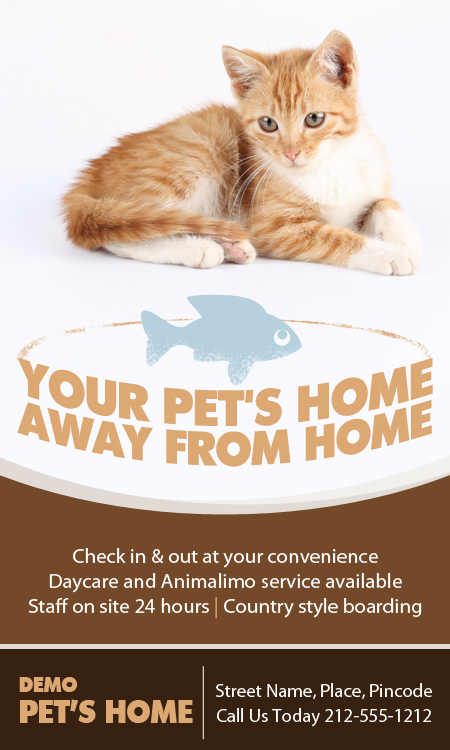 YOUR PET'S HOME
AWAY FROM HOME
Check in & out at your convenience
Daycare and Animalimo service available
Staff on site 24 hours | Country style boarding
DEMO
PET'S HOME
Street Name, Place, Pincode
Call Us Today 212-555-1212